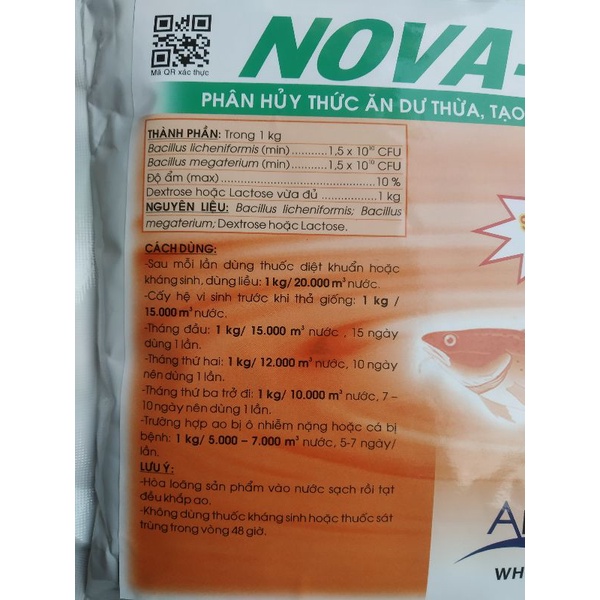 NOVA-
Mã QR xác thực
PHÂN HỦY THỨC ĂN DƯ THỪA, TẠO
THÀNH PHẦN: Trong 1 kg
Bacillus licheniformis (min) ........... 1,5 x 10¹⁰ CFU
Bacillus megaterium (min) ........... 1,5 x 10¹⁰ CFU
Độ ẩm (max) ........... 10 %
Dextrose hoặc Lactose vừa đủ ........... 1 kg
NGUYÊN LIỆU: Bacillus licheniformis; Bacillus
megaterium; Dextrose hoặc Lactose.
CÁCH DÙNG:
-Sau mỗi lần dùng thuốc diệt khuẩn hoặc
kháng sinh, dùng liều: 1 kg/ 20.000 m³ nước.
-Cấy hệ vi sinh trước khi thả giống: 1 kg /
15.000 m³ nước.
-Tháng đầu: 1 kg/ 15.000 m³ nước , 15 ngày
dùng 1 lần.
-Tháng thứ hai: 1 kg/ 12.000 m³ nước, 10 ngày
nên dùng 1 lần.
-Tháng thứ ba trở đi: 1 kg/ 10.000 m³ nước, 7 –
10 ngày nên dùng 1 lần.
-Trường hợp ao bị ô nhiễm nặng hoặc cá bị
bệnh: 1 kg/ 5.000 – 7.000 m³ nước, 5-7 ngày/
lần.
LƯU Ý:
-Hòa loãng sản phẩm vào nước sạch rồi tạt
đều khắp ao.
-Không dùng thuốc kháng sinh hoặc thuốc sát
trùng trong vòng 48 giờ.
WH